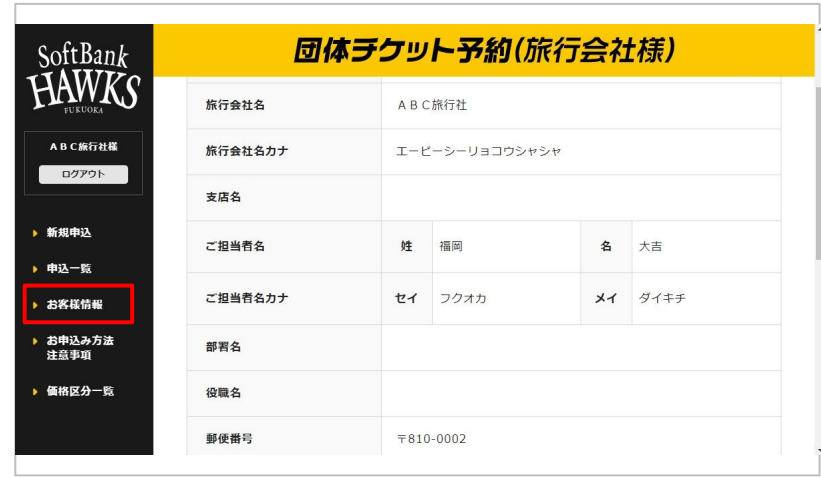 SoftBank
HAWKS
FUKUOKA
ABC旅行社様
ログアウト
新規申込
申込一覧
お客様情報
お申込み方法
注意事項
価格区分一覧
団体チケット予約(旅行会社様)
旅行会社名 ABC旅行社
旅行会社名カナ エービーシーリョコウシャシャ
支店名
ご担当者名 姓 福岡 名 大吉
ご担当者名カナ セイ フクオカ メイ ダイキチ
部署名
役職名
郵便番号 〒810-0002